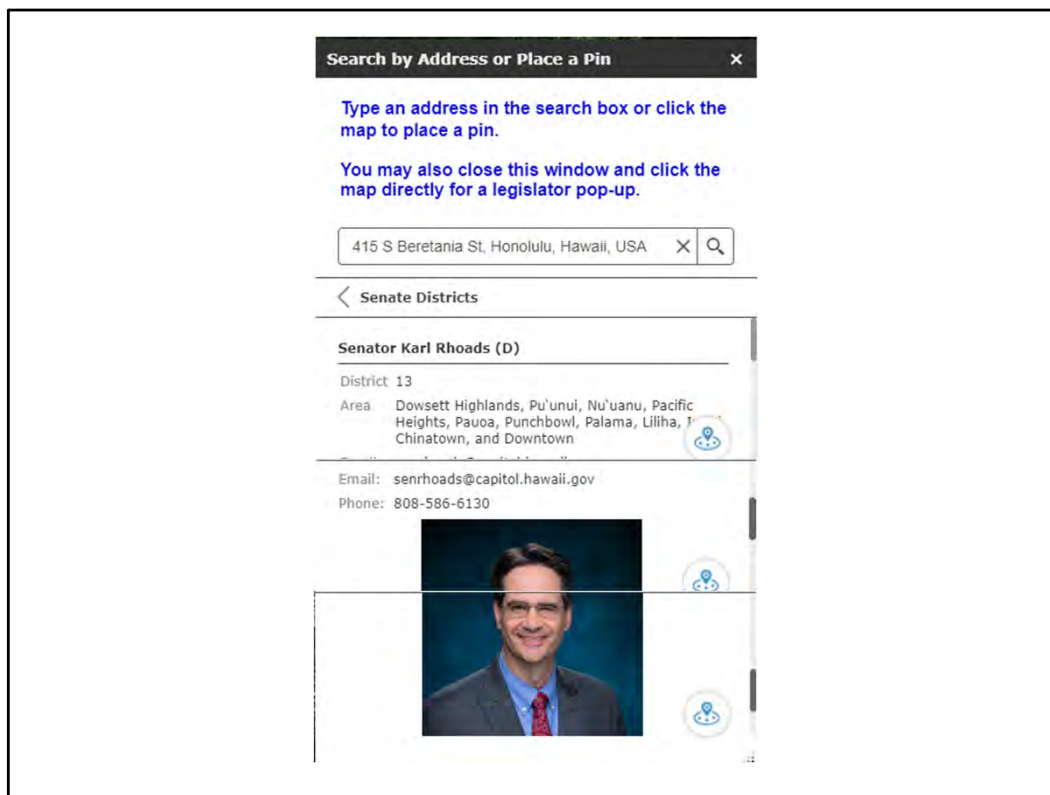 Search by Address or Place a Pin
Type an address in the search box or click the
map to place a pin.
You may also close this window and click the
map directly for a legislator pop-up.
415 S Beretania St, Honolulu, Hawaii, USA
Senate Districts
Senator Karl Rhoads (D)
District 13
Area Dowsett Highlands, Pu'unui, Nu'uanu, Pacific
Heights, Pauoa, Punchbowl, Palama, Liliha,
Chinatown, and Downtown
Email: senrhoads@capitol.hawaii.gov
Phone: 808-586-6130